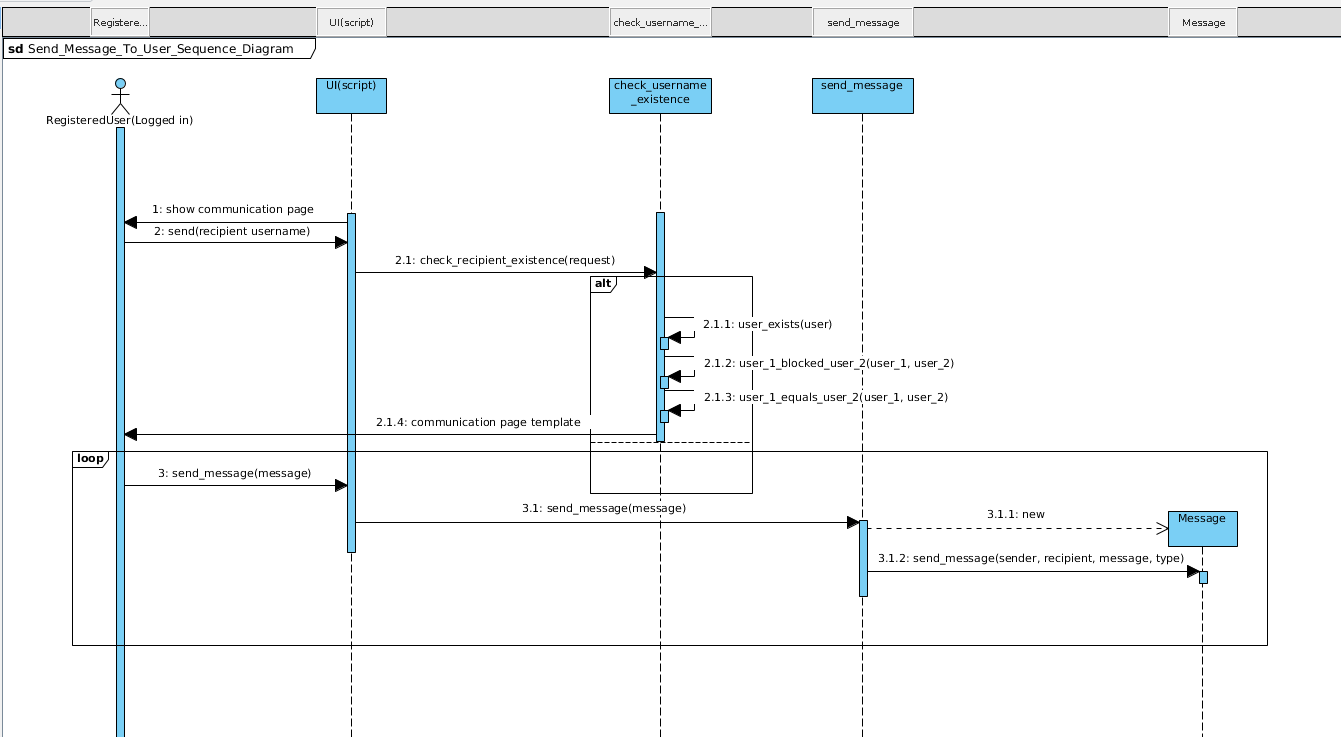 Registere...
UI(script)
check_username_...
send_message
Message
sd Send_Message_To_User_Sequence_Diagram
UI(script)
check_username
_existence
send_message
RegisteredUser(Logged in)
1: show communication page
2: send(recipient username)
2.1: check_recipient_existence(request)
alt
2.1.1: user_exists(user)
2.1.2: user_1_blocked_user_2(user_1, user_2)
2.1.3: user_1_equals_user_2(user_1, user_2)
2.1.4: communication page template
loop
3: send_message(message)
3.1: send_message(message)
3.1.1: new
Message
3.1.2: send_message(sender, recipient, message, type)